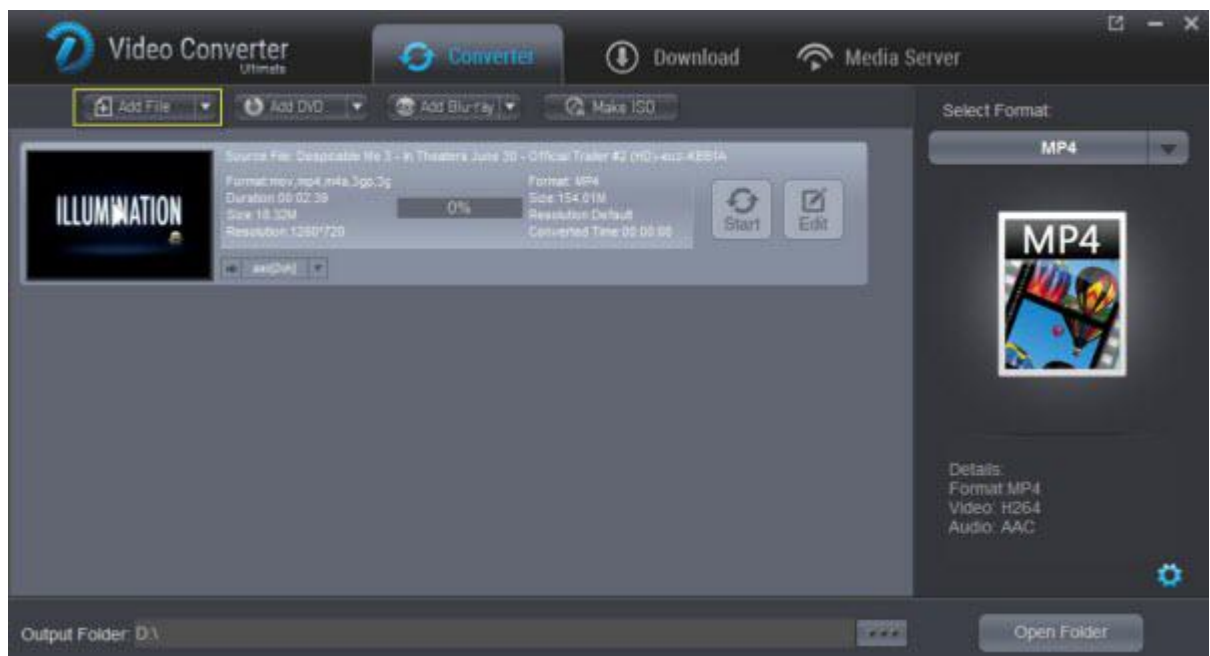 Video Converter
Ultimate
Converter
Download
Media Server
Add File
Add DVD
Add Blu-ray
Make ISO
Select Format:
MP4
Source File: Despicable Me 3 - In Theaters June 30 - Official Trailer #2 (HD)-
ILLUMINATION
Format:mov,mp4,m4a,3gp,3g
Duration:00:02:39
Size:18.32M
Resolution:1280*720
0%
Format: MP4
Size:154.01M
Resolution:Default
Converted Time:00:00:00
Start
Edit
MP4
Details:
Format:MP4
Video: H264
Audio: AAC
Output Folder: D:\
Open Folder